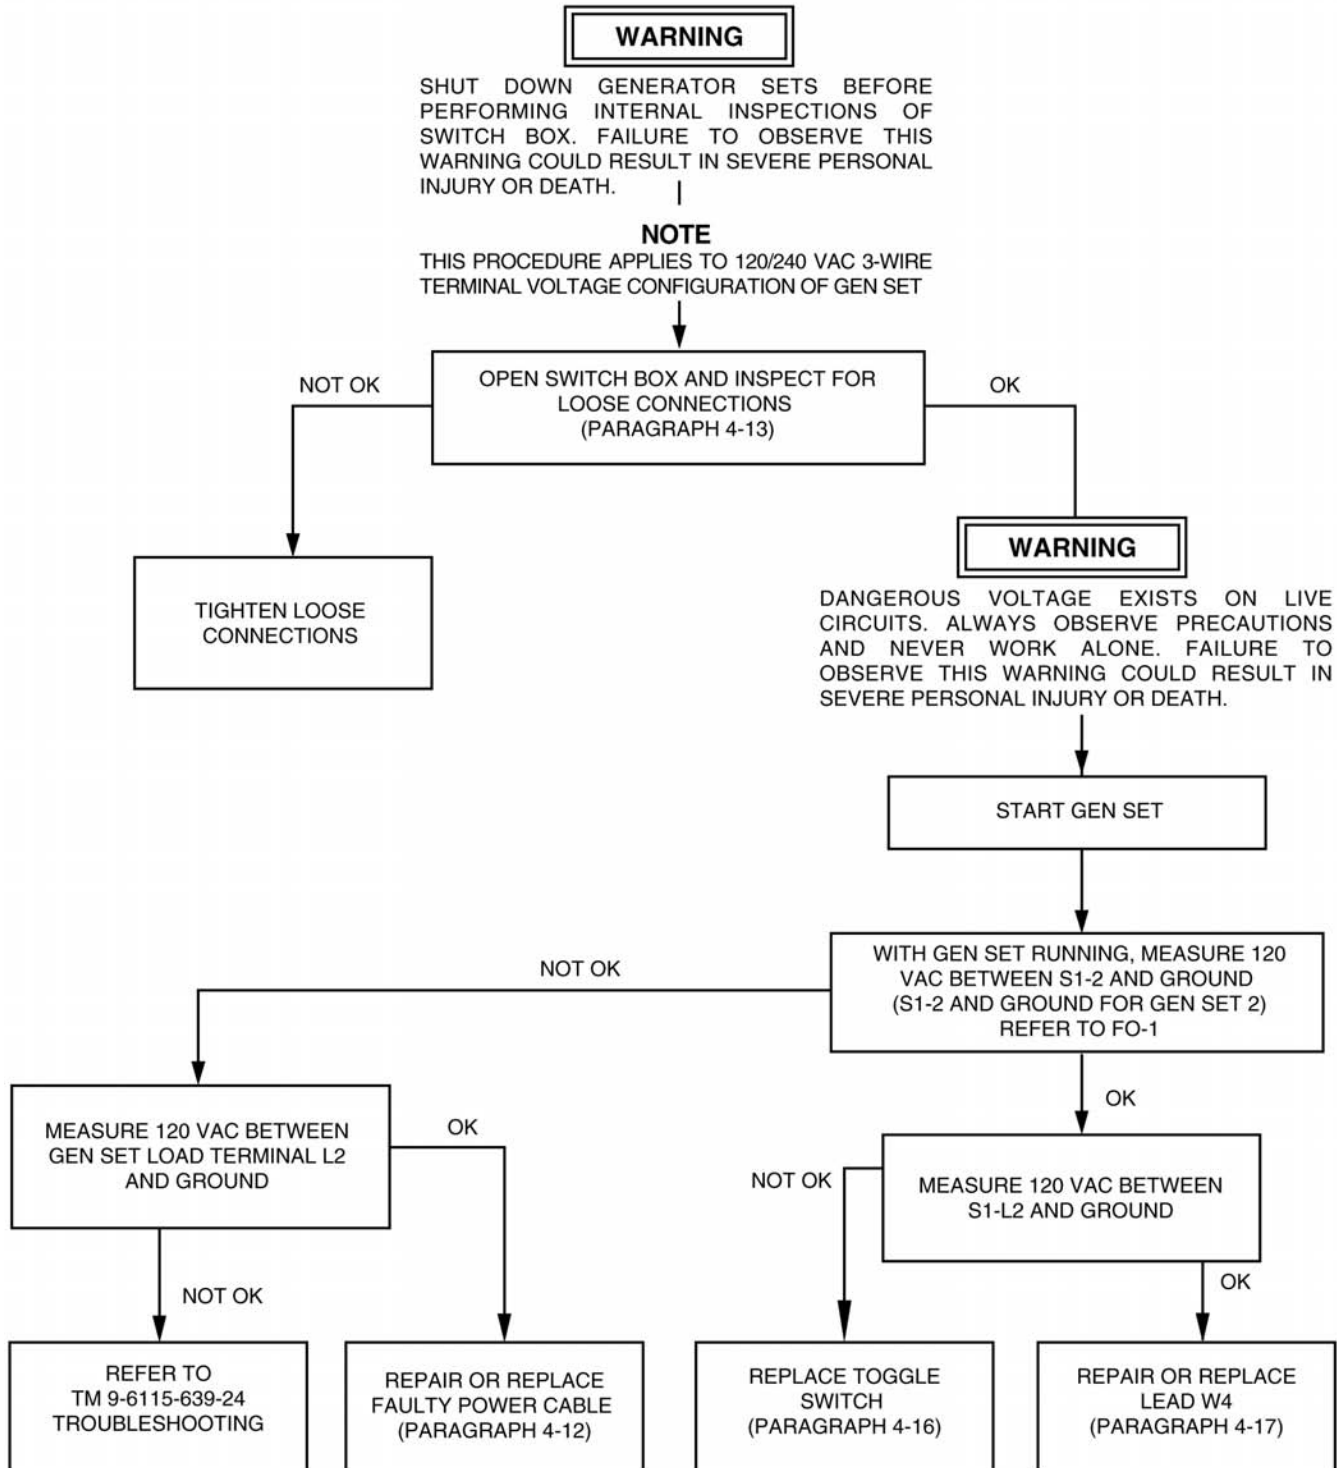 WARNING
SHUT DOWN GENERATOR SETS BEFORE
PERFORMING INTERNAL INSPECTIONS OF
SWITCH BOX. FAILURE TO OBSERVE THIS
WARNING COULD RESULT IN SEVERE PERSONAL
INJURY OR DEATH.
NOTE
THIS PROCEDURE APPLIES TO 120/240 VAC 3-WIRE
TERMINAL VOLTAGE CONFIGURATION OF GEN SET
NOT OK
OPEN SWITCH BOX AND INSPECT FOR
LOOSE CONNECTIONS
(PARAGRAPH 4-13)
OK
TIGHTEN LOOSE
CONNECTIONS
WARNING
DANGEROUS VOLTAGE EXISTS ON LIVE
CIRCUITS. ALWAYS OBSERVE PRECAUTIONS
AND NEVER WORK ALONE. FAILURE TO
OBSERVE THIS WARNING COULD RESULT IN
SEVERE PERSONAL INJURY OR DEATH.
START GEN SET
NOT OK
WITH GEN SET RUNNING, MEASURE 120
VAC BETWEEN S1-2 AND GROUND
(S1-2 AND GROUND FOR GEN SET 2)
REFER TO FO-1
OK
MEASURE 120 VAC BETWEEN
GEN SET LOAD TERMINAL L2
AND GROUND
OK
NOT OK
MEASURE 120 VAC BETWEEN
S1-L2 AND GROUND
NOT OK
OK
REFER TO
TM 9-6115-639-24
TROUBLESHOOTING
REPAIR OR REPLACE
FAULTY POWER CABLE
(PARAGRAPH 4-12)
REPLACE TOGGLE
SWITCH
(PARAGRAPH 4-16)
REPAIR OR REPLACE
LEAD W4
(PARAGRAPH 4-17)